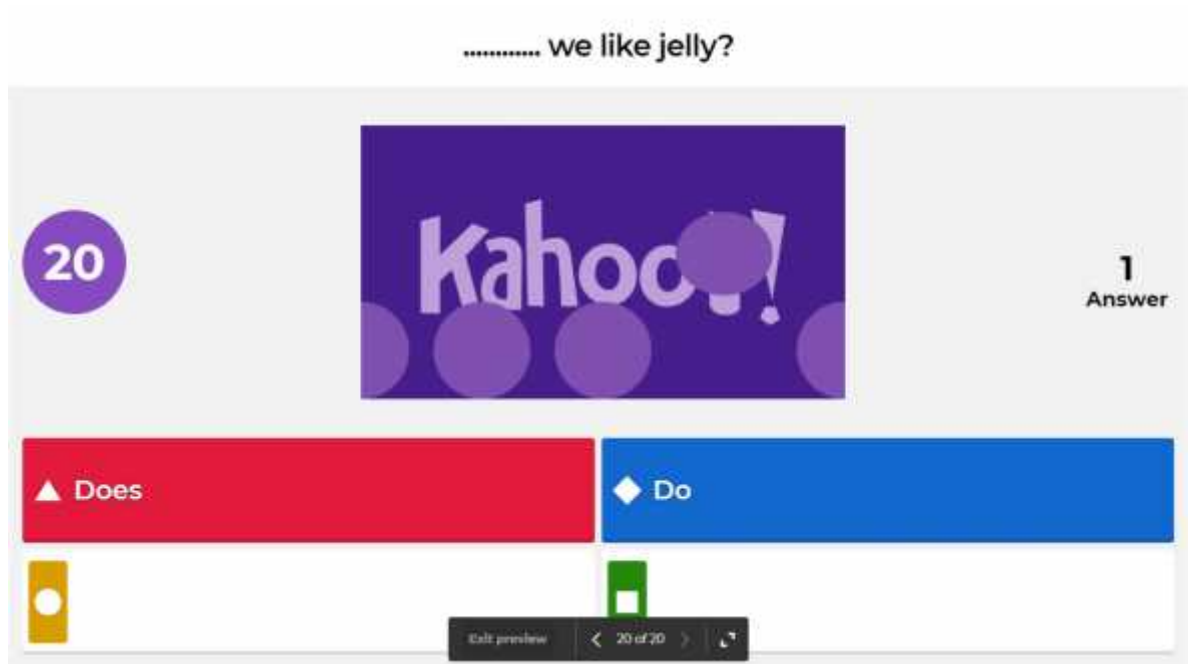 ............ we like jelly?
20
Kahoot!
1
Answer
Does
Do
Exit preview
20 of 20